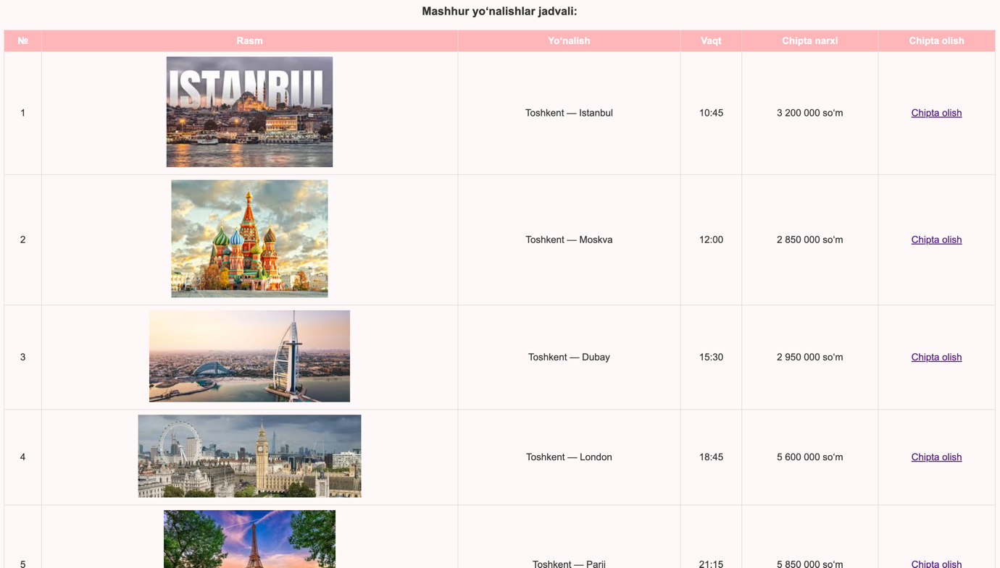 Mashhur yo‘nalishlar jadvali:
№ Rasm Yo‘nalish Vaqt Chipta narxi Chipta olish
ISTANBUL
1 Toshkent — Istanbul 10:45 3 200 000 so‘m Chipta olish
2 Toshkent — Moskva 12:00 2 850 000 so‘m Chipta olish
3 Toshkent — Dubay 15:30 2 950 000 so‘m Chipta olish
4 Toshkent — London 18:45 5 600 000 so‘m Chipta olish
5 Toshkent — Parij 21:15 5 850 000 so‘m Chipta olish